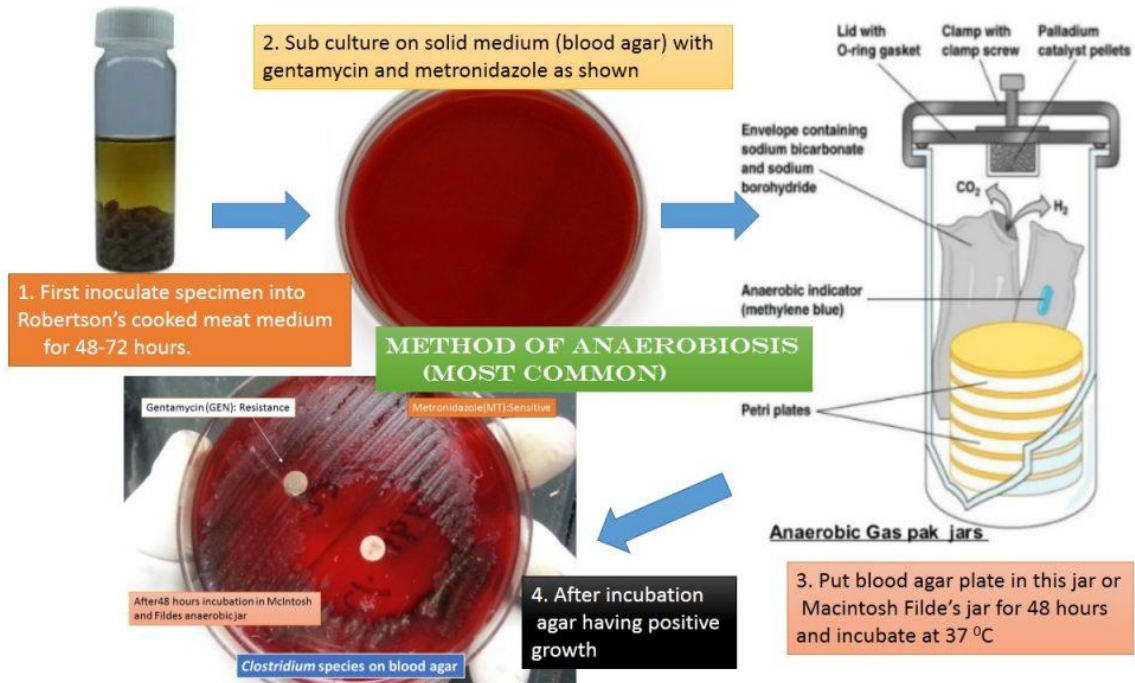 2. Sub culture on solid medium (blood agar) with
gentamycin and metronidazole as shown
Lid with
O-ring gasket
Clamp with
clamp screw
Palladium
catalyst pellets
Envelope containing
sodium bicarbonate
and sodium
borohydride
CO2
H2
Anaerobic indicator
(methylene blue)
Petri plates
Anaerobic Gas pak jars
1. First inoculate specimen into
Robertson's cooked meat medium
for 48-72 hours.
METHOD OF ANAEROBIOSIS
(MOST COMMON)
Gentamycin (GEN): Resistance
Metronidazole(MT):Sensitive
After48 hours incubation in McIntosh
and Fildes anaerobic jar
Clostridium species on blood agar
4. After incubation
agar having positive
growth
3. Put blood agar plate in this jar or
Macintosh Filde's jar for 48 hours
and incubate at 37 ⁰C